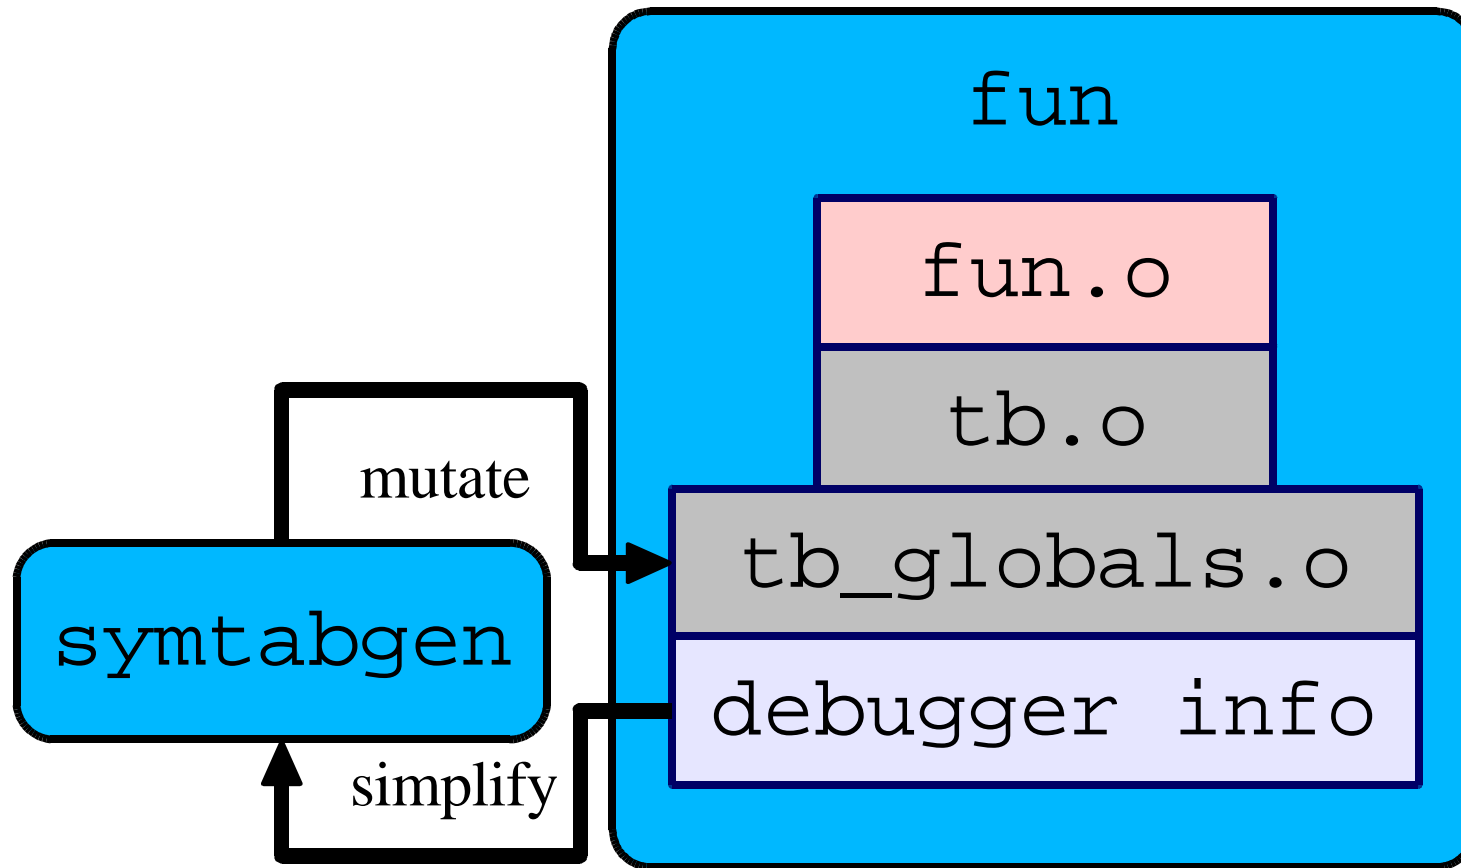 fun
fun.o
tb.o
mutate
tb_globals.o
symtabgen
debugger info
simplify